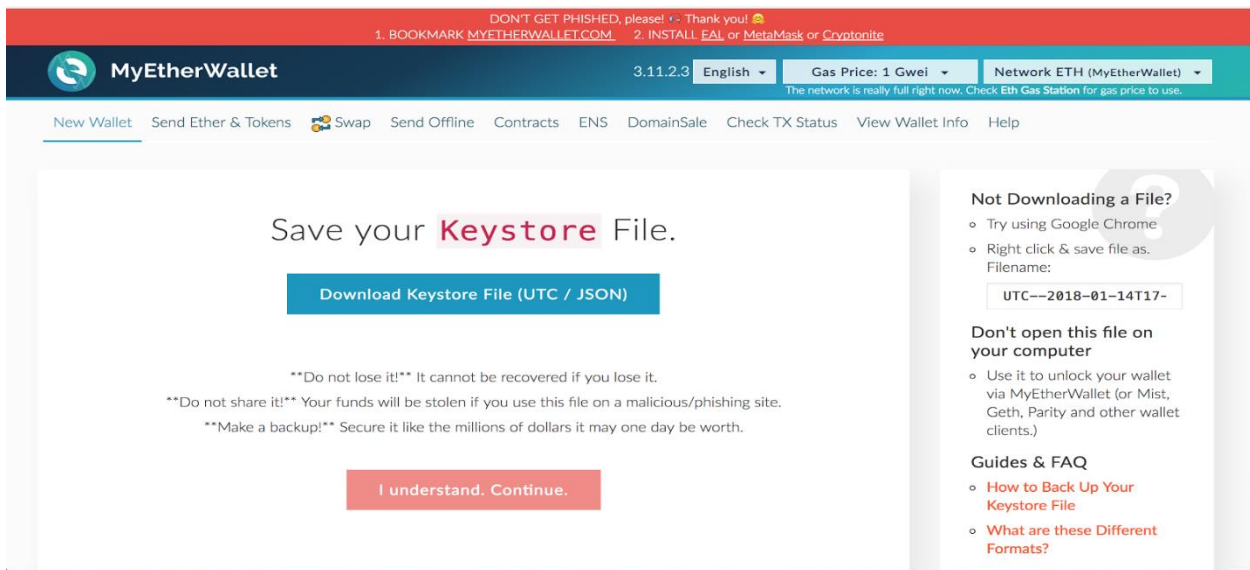 DON'T GET PHISHED, please! Thank you!
1. BOOKMARK MYETHERWALLET.COM 2. INSTALL EAL or MetaMask or Cryptonite
MyEtherWallet
3.11.2.3 English Gas Price: 1 Gwei Network ETH (MyEtherWallet)
The network is really full right now. Check Eth Gas Station for gas price to use.
New Wallet Send Ether & Tokens Swap Send Offline Contracts ENS DomainSale Check TX Status View Wallet Info Help
Save your Keystore File.
Download Keystore File (UTC / JSON)
**Do not lose it!** It cannot be recovered if you lose it.
**Do not share it!** Your funds will be stolen if you use this file on a malicious/phishing site.
**Make a backup!** Secure it like the millions of dollars it may one day be worth.
I understand. Continue.
?
Not Downloading a File?
Try using Google Chrome
Right click & save file as.
Filename:
UTC--2018-01-14T17-
Don't open this file on
your computer
Use it to unlock your wallet
via MyEtherWallet (or Mist,
Geth, Parity and other wallet
clients.)
Guides & FAQ
How to Back Up Your
Keystore File
What are these Different
Formats?